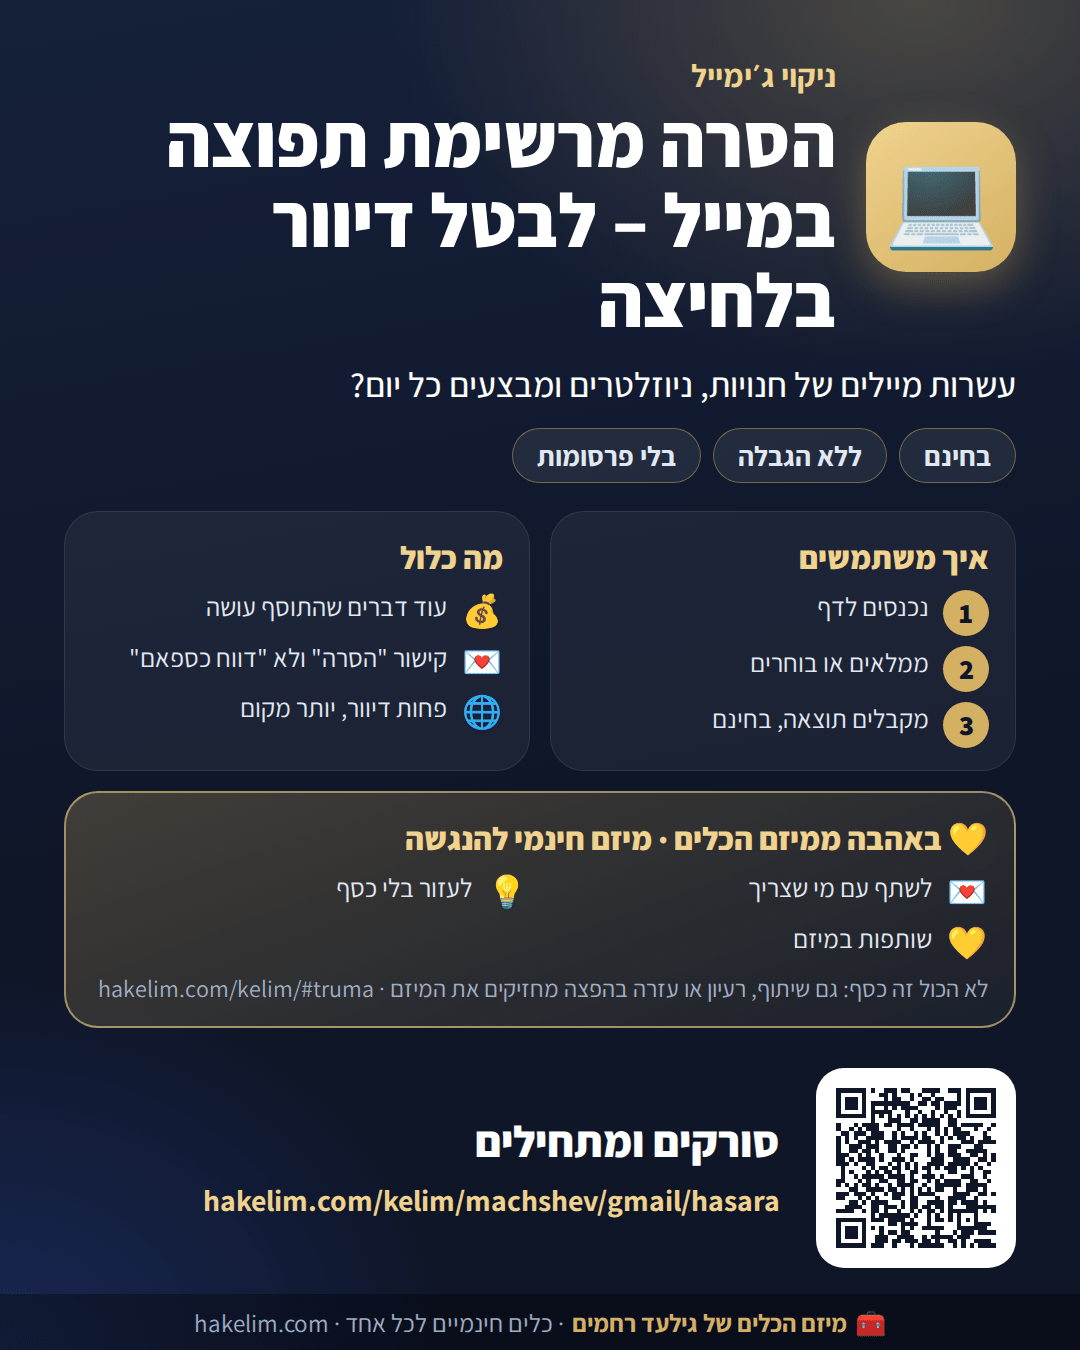 ניקוי ג׳ימייל
הסרה מרשימת תפוצה
במייל – לבטל דיוור
בלחיצה
עשרות מיילים של חנויות, ניוזלטרים ומבצעים כל יום?
בחינם
ללא הגבלה
בלי פרסומות
איך משתמשים
1 נכנסים לדף
2 ממלאים או בוחרים
3 מקבלים תוצאה, בחינם
מה כלול
עוד דברים שהתוסף עושה
קישור "הסרה" ולא "דווח כספאם"
פחות דיוור, יותר מקום
באהבה ממיזם הכלים · מיזם חינמי להנגשה
לשתף עם מי שצריך
לעזור בלי כסף
שותפות במיזם
לא הכול זה כסף: גם שיתוף, רעיון או עזרה בהפצה מחזיקים את המיזם · hakelim.com/kelim/#truma
סורקים ומתחילים
hakelim.com/kelim/machshev/gmail/hasara
מיזם הכלים של גילעד רחמים · כלים חינמיים לכל אחד · hakelim.com